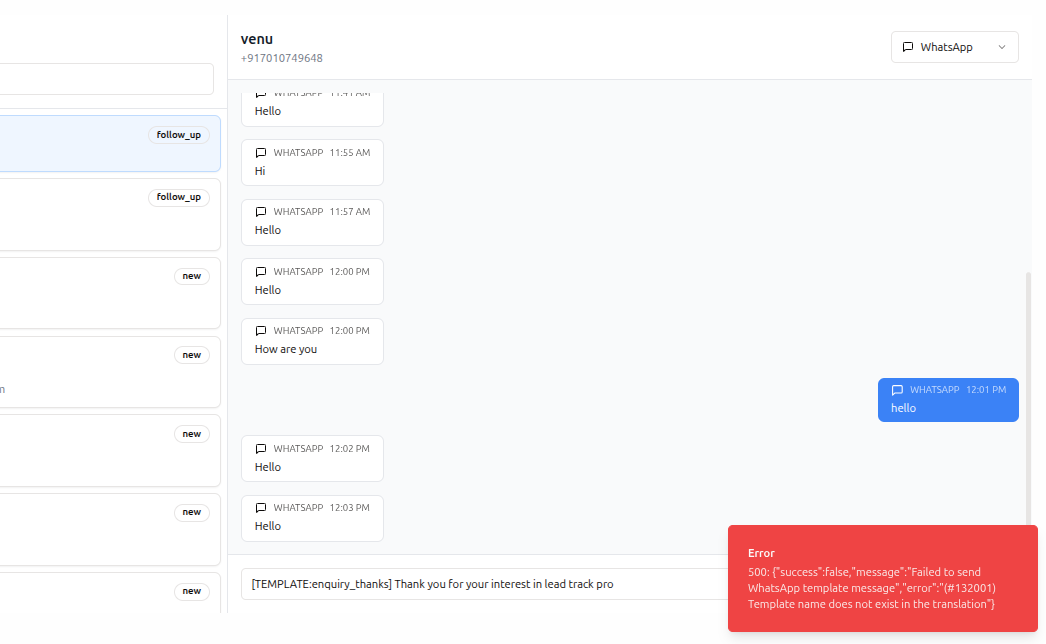 venu
+917010749648
WhatsApp
follow_up
follow_up
new
new
m
new
new
new
WHATSAPP 11:41 AM
Hello
WHATSAPP 11:55 AM
Hi
WHATSAPP 11:57 AM
Hello
WHATSAPP 12:00 PM
Hello
WHATSAPP 12:00 PM
How are you
WHATSAPP 12:01 PM
hello
WHATSAPP 12:02 PM
Hello
WHATSAPP 12:03 PM
Hello
[TEMPLATE:enquiry_thanks] Thank you for your interest in lead track pro
Error
500: {"success":false,"message":"Failed to send
WhatsApp template message","error":"(#132001)
Template name does not exist in the translation"}